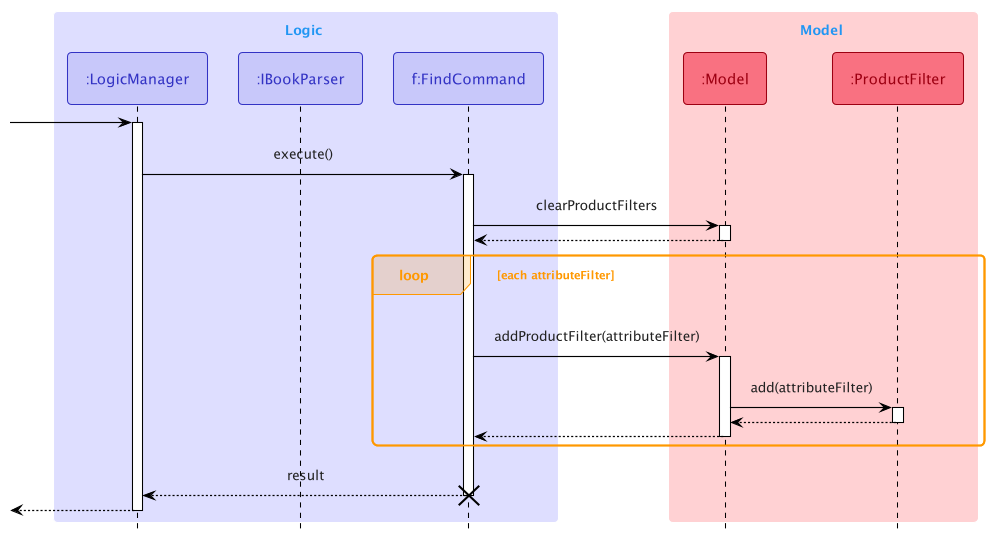 Logic
Model
:LogicManager
:IBookParser
f:FindCommand
:Model
:ProductFilter
execute()
clearProductFilters
loop
[each attributeFilter]
addProductFilter(attributeFilter)
add(attributeFilter)
result